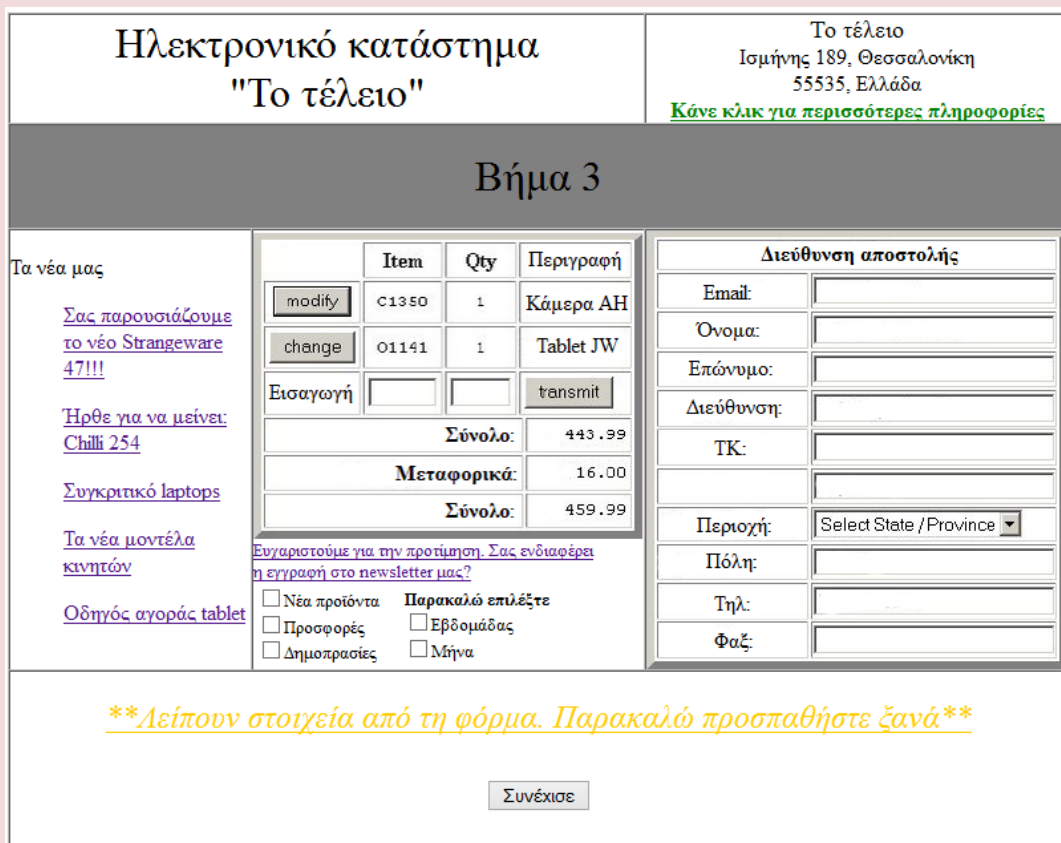 Ηλεκτρονικό κατάστημα
"Το τέλειο"
Το τέλειο
Ισμήνης 189, Θεσσαλονίκη
55535, Ελλάδα
Κάνε κλικ για περισσότερες πληροφορίες
Βήμα 3
Τα νέα μας
Σας παρουσιάζουμε
το νέο Strangeware
47!!!
Ήρθε για να μείνει:
Chilli 254
Συγκριτικό laptops
Τα νέα μοντέλα
κινητών
Οδηγός αγοράς tablet
Item Qty Περιγραφή
modify C1350 1 Κάμερα AH
change O1141 1 Tablet JW
Εισαγωγή transmit
Σύνολο: 443.99
Μεταφορικά: 16.00
Σύνολο: 459.99
Ευχαριστούμε για την προτίμηση. Σας ενδιαφέρει
η εγγραφή στο newsletter μας?
Νέα προϊόντα Παρακαλώ επιλέξτε
Προσφορές Εβδομάδας
Δημοπρασίες Μήνα
Διεύθυνση αποστολής
Email:
Όνομα:
Επώνυμο:
Διεύθυνση:
ΤΚ:
Περιοχή: Select State / Province
Πόλη:
Τηλ:
Φαξ:
**Λείπουν στοιχεία από τη φόρμα. Παρακαλώ προσπαθήστε ξανά**
Συνέχισε